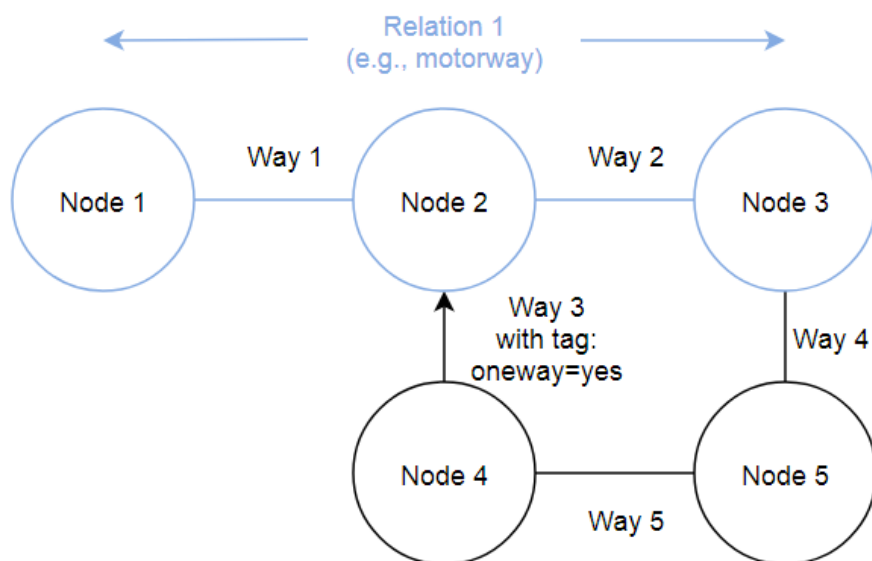 Relation 1
(e.g., motorway)
Way 1
Way 2
Node 1
Node 2
Node 3
Way 3
with tag:
oneway=yes
Way 4
Node 4
Node 5
Way 5